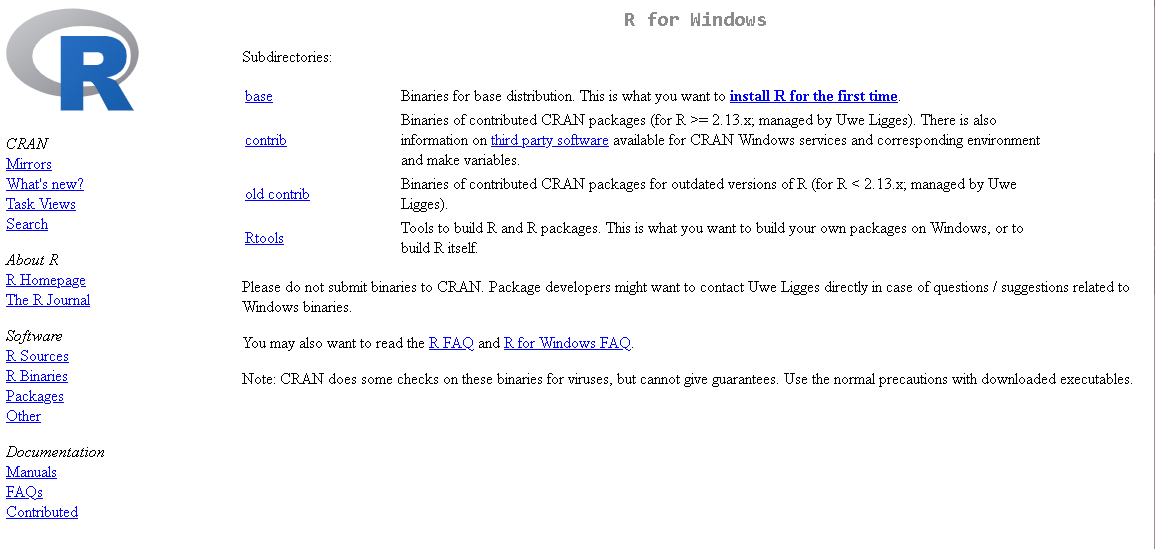 R
CRAN
Mirrors
What's new?
Task Views
Search
About R
R Homepage
The R Journal
Software
R Sources
R Binaries
Packages
Other
Documentation
Manuals
FAQs
Contributed
R for Windows
Subdirectories:
base
Binaries for base distribution. This is what you want to install R for the first time.
contrib
Binaries of contributed CRAN packages (for R >= 2.13.x; managed by Uwe Ligges). There is also
information on third party software available for CRAN Windows services and corresponding environment
and make variables.
old contrib
Binaries of contributed CRAN packages for outdated versions of R (for R < 2.13.x; managed by Uwe
Ligges).
Rtools
Tools to build R and R packages. This is what you want to build your own packages on Windows, or to
build R itself.
Please do not submit binaries to CRAN. Package developers might want to contact Uwe Ligges directly in case of questions / suggestions related to
Windows binaries.
You may also want to read the R FAQ and R for Windows FAQ.
Note: CRAN does some checks on these binaries for viruses, but cannot give guarantees. Use the normal precautions with downloaded executables.